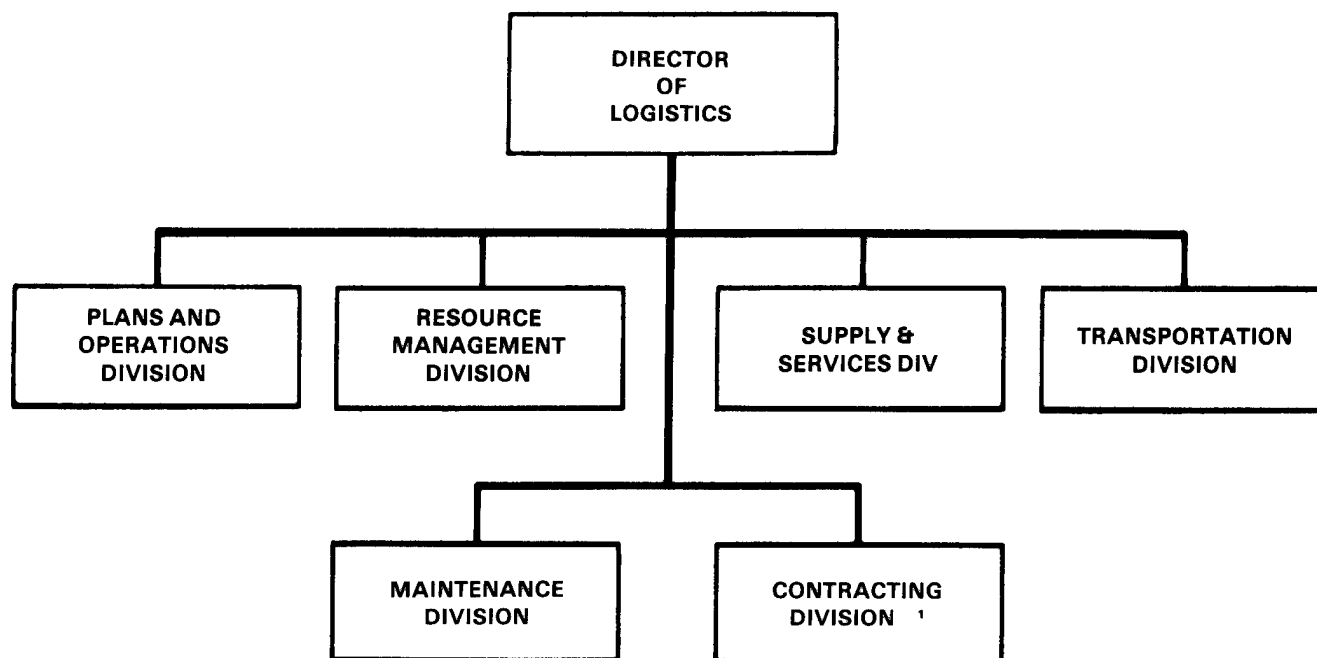 DIRECTOR
OF
LOGISTICS
PLANS AND
OPERATIONS
DIVISION
RESOURCE
MANAGEMENT
DIVISION
SUPPLY &
SERVICES DIV
TRANSPORTATION
DIVISION
MAINTENANCE
DIVISION
CONTRACTING
DIVISION ¹